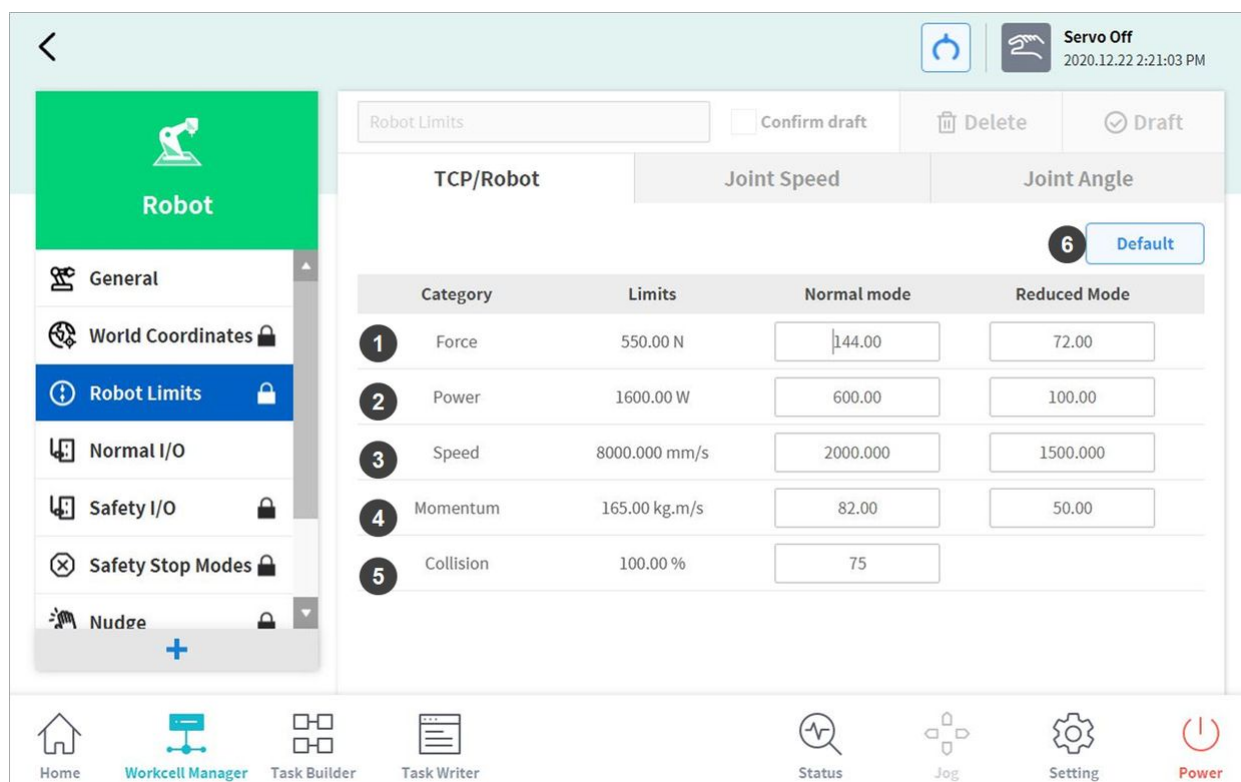 Servo Off
2020.12.22 2:21:03 PM
Robot
General
World Coordinates
Robot Limits
Normal I/O
Safety I/O
Safety Stop Modes
Nudge
+
Robot Limits Confirm draft Delete Draft
TCP/Robot Joint Speed Joint Angle
6 Default
Category Limits Normal mode Reduced Mode
1 Force 550.00 N 144.00 72.00
2 Power 1600.00 W 600.00 100.00
3 Speed 8000.000 mm/s 2000.000 1500.000
4 Momentum 165.00 kg.m/s 82.00 50.00
5 Collision 100.00 % 75
Home Workcell Manager Task Builder Task Writer Status Jog Setting Power